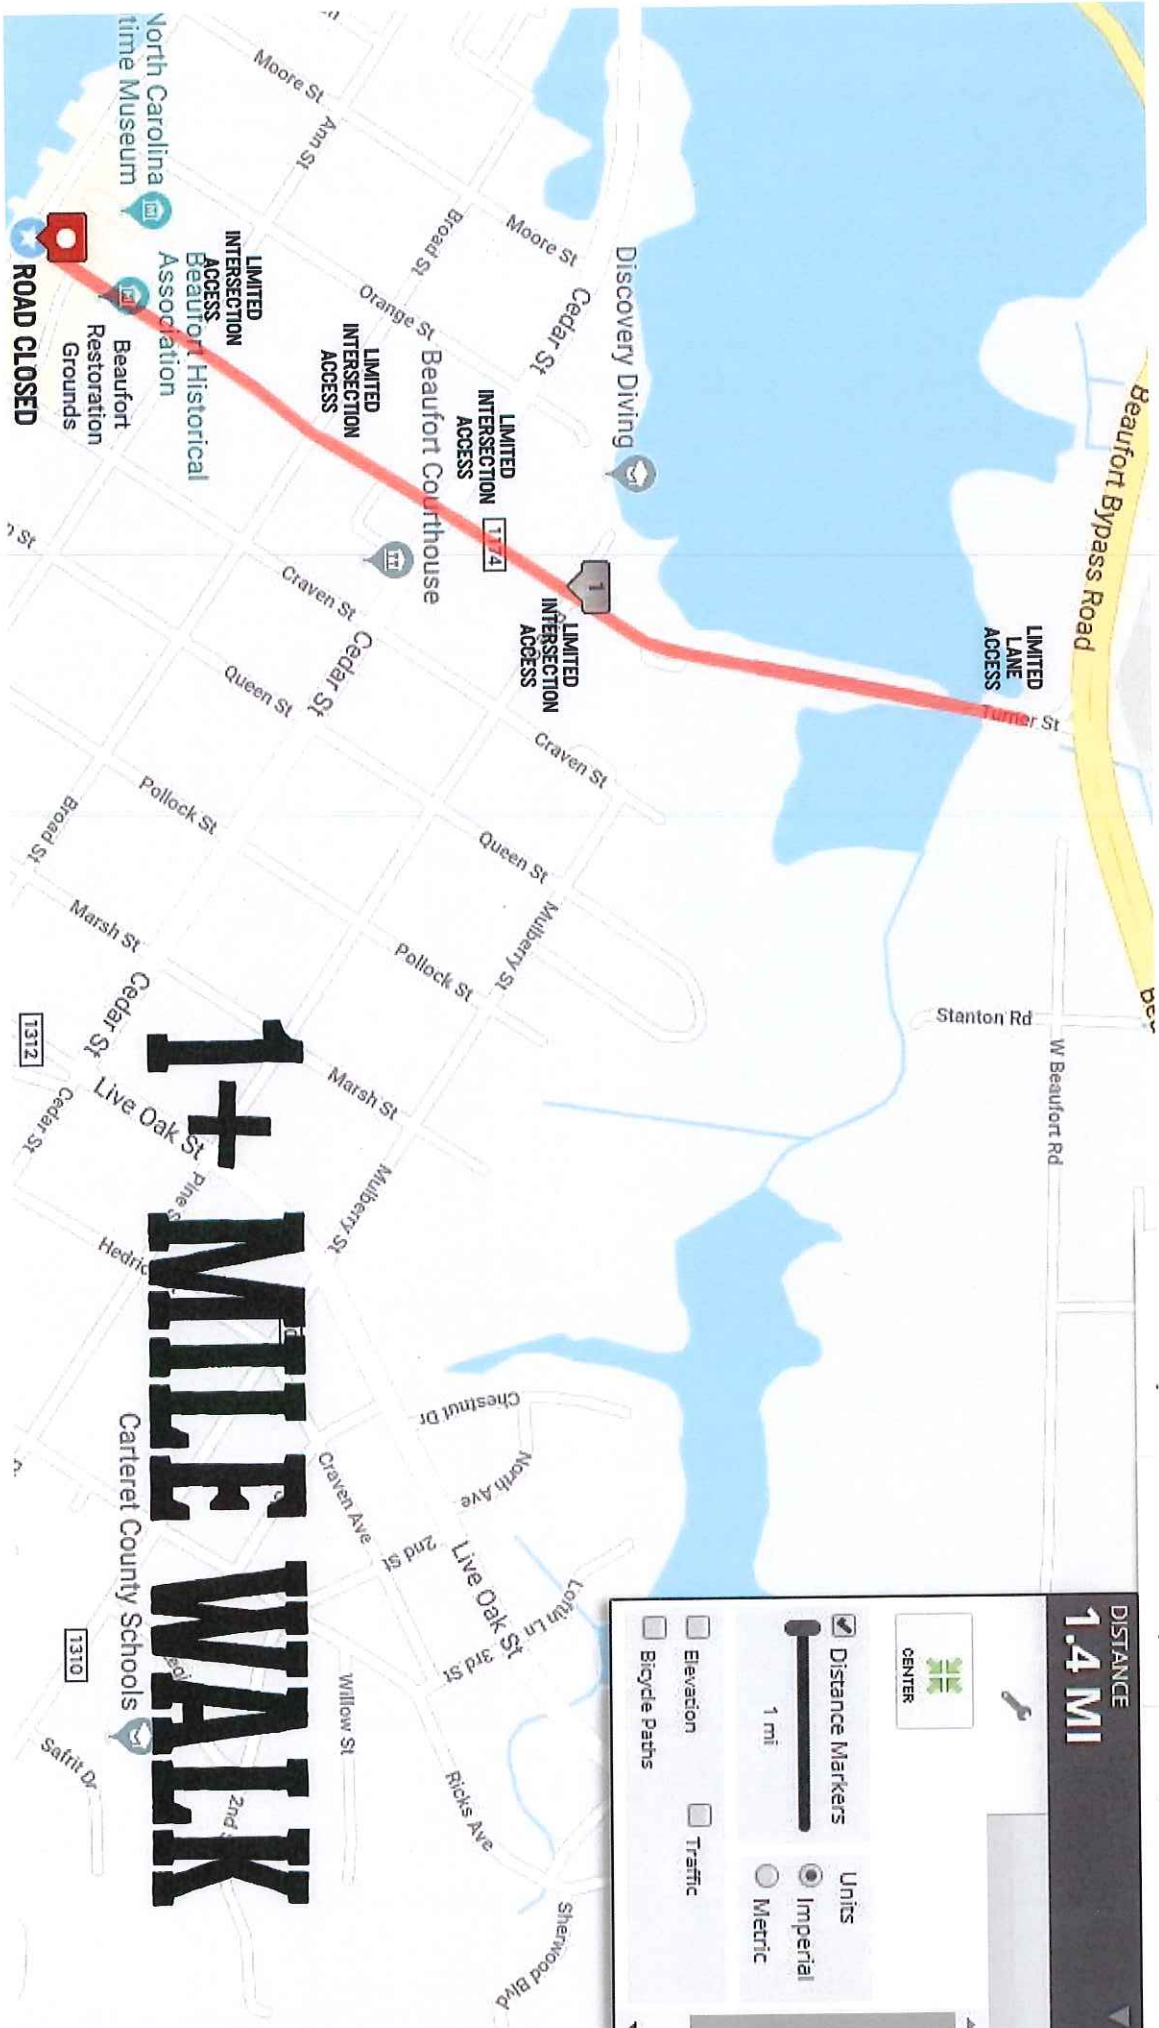 Beaufort Bypass Road
DISTANCE
1.4 MI
LIMITED
LANE
ACCESS
Turner St
W Beaufort Rd
Stanton Rd
CENTER
Distance Markers
1 mi
Units
Imperial
Metric
Elevation
Traffic
Bicycle Paths
Discovery Diving
Moore St
Cedar St
1
LIMITED
INTERSECTION
ACCESS
Craven St
Queen St
Mulberry St
Pollock St
Broad St
Orange St
LIMITED
INTERSECTION
ACCESS
1174
Beaufort Courthouse
Moore St
Ann St
LIMITED
INTERSECTION
ACCESS
Craven St
Cedar St
Queen St
Marsh St
Mulberry St
Chestnut Dr
North Ave
Craven Ave
2nd St
Live Oak St
Loftin Ln
3rd St
Willow St
Ricks Ave
Sherwood Blvd
LIMITED
INTERSECTION
ACCESS
Beaufort Historical
Association
North Carolina
time Museum
Beaufort
Restoration
Grounds
ROAD CLOSED
Pollock St
Broad St
Marsh St
Cedar St
Live Oak St
Cedar St
1312
1+ MILE WALK
Carteret County Schools
1310
Safrit Dr
2nd